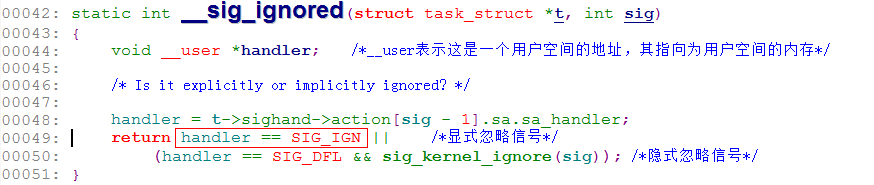 00042: static int __sig_ignored(struct task_struct *t, int sig)
00043: {
00044: void __user *handler; /*__user表示这是一个用户空间的地址，其指向为用户空间的内存*/
00045:
00046: /* Is it explicitly or implicitly ignored? */
00047:
00048: handler = t->sighand->action[sig - 1].sa.sa_handler;
00049: return handler == SIG_IGN || /*显式忽略信号*/
00050: (handler == SIG_DFL && sig_kernel_ignore(sig)); /*隐式忽略信号*/
00051: }